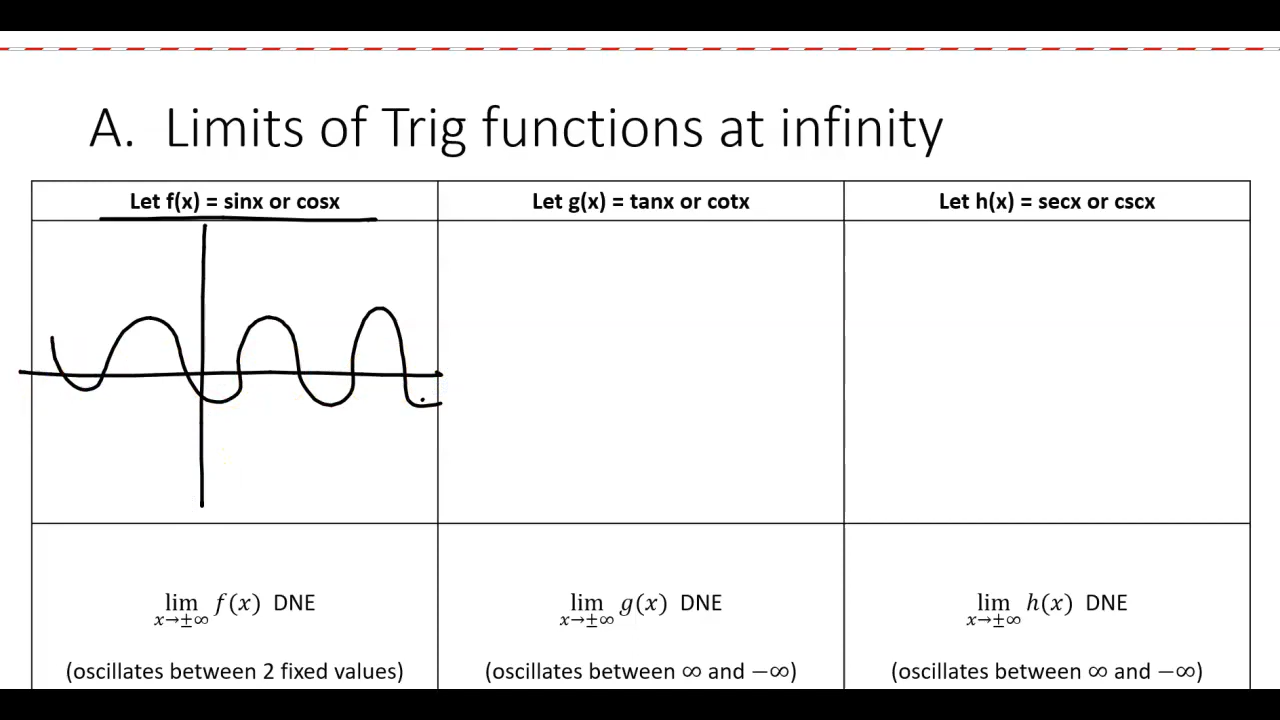 A. Limits of Trig functions at infinity
Let f(x) = sinx or cosx
Let g(x) = tanx or cotx
Let h(x) = secx or cscx
lim f(x) DNE
x→±∞
(oscillates between 2 fixed values)
lim g(x) DNE
x→±∞
(oscillates between ∞ and −∞)
lim h(x) DNE
x→±∞
(oscillates between ∞ and −∞)